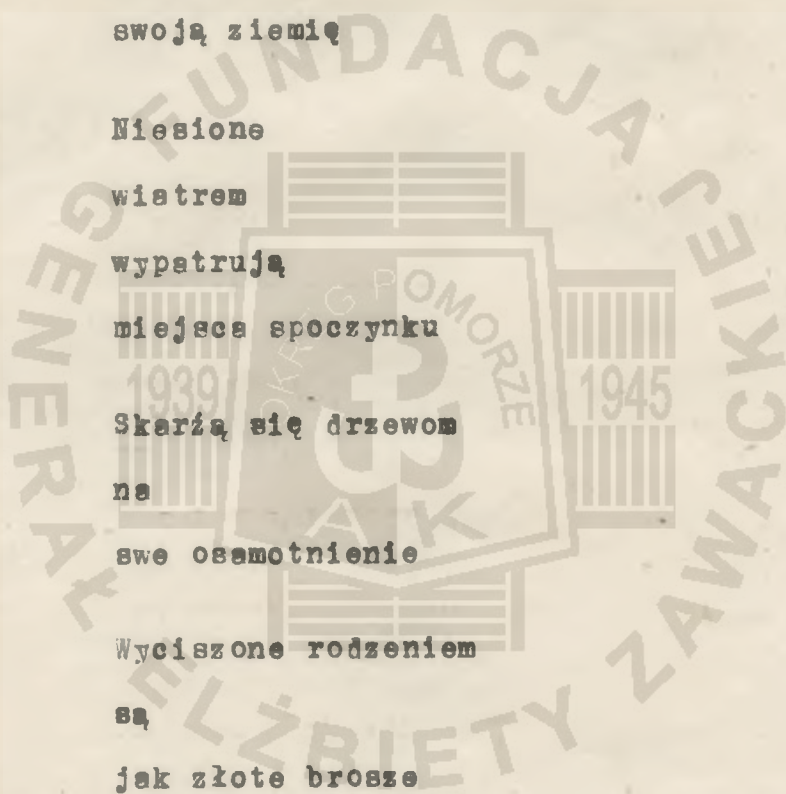 swoją ziemię
Niesione
wiatrem
wypatrują
miejsca spoczynku
Skarżą się drzewom
na
swe osamotnienie
Wyciszone rodzeniem
są
jak złote brosze
FUNDACJA GENERAŁ ELŻBIETY ZAWACKIEJ
OKRĘG POMORZE
1939
1945
AK